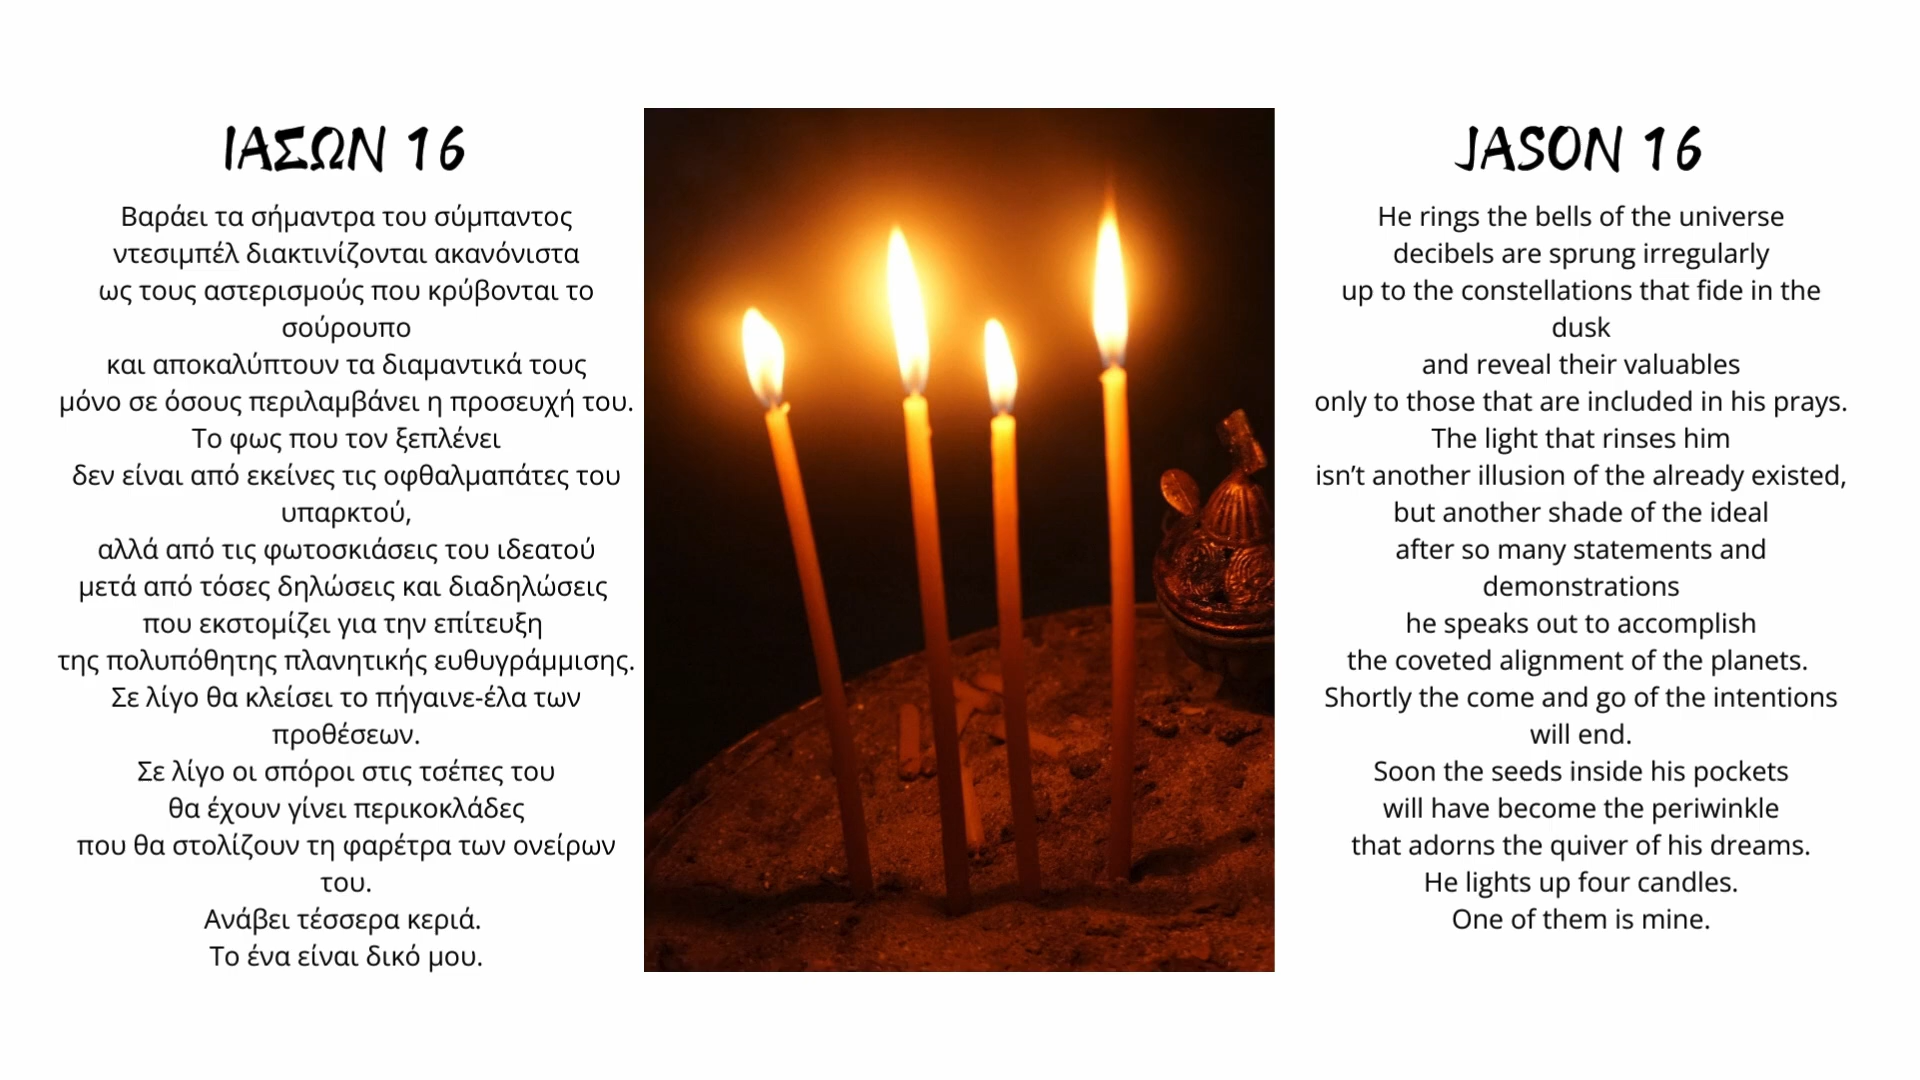 ΙΑΣΩΝ 16
Βαράει τα σήμαντρα του σύμπαντος
ντεσιμπέλ διακτινίζονται ακανόνιστα
ως τους αστερισμούς που κρύβονται το
σούρουπο
και αποκαλύπτουν τα διαμαντικά τους
μόνο σε όσους περιλαμβάνει η προσευχή του.
Το φως που τον ξεπλένει
δεν είναι από εκείνες τις οφθαλμαπάτες του
υπαρκτού,
αλλά από τις φωτοσκιάσεις του ιδεατού
μετά από τόσες δηλώσεις και διαδηλώσεις
που εκστομίζει για την επίτευξη
της πολυπόθητης πλανητικής ευθυγράμμισης.
Σε λίγο θα κλείσει το πήγαινε-έλα των
προθέσεων.
Σε λίγο οι σπόροι στις τσέπες του
θα έχουν γίνει περικοκλάδες
που θα στολίζουν τη φαρέτρα των ονείρων
του.
Ανάβει τέσσερα κεριά.
Το ένα είναι δικό μου.
JASON 16
He rings the bells of the universe
decibels are sprung irregularly
up to the constellations that fide in the
dusk
and reveal their valuables
only to those that are included in his prays.
The light that rinses him
isn’t another illusion of the already existed,
but another shade of the ideal
after so many statements and
demonstrations
he speaks out to accomplish
the coveted alignment of the planets.
Shortly the come and go of the intentions
will end.
Soon the seeds inside his pockets
will have become the periwinkle
that adorns the quiver of his dreams.
He lights up four candles.
One of them is mine.